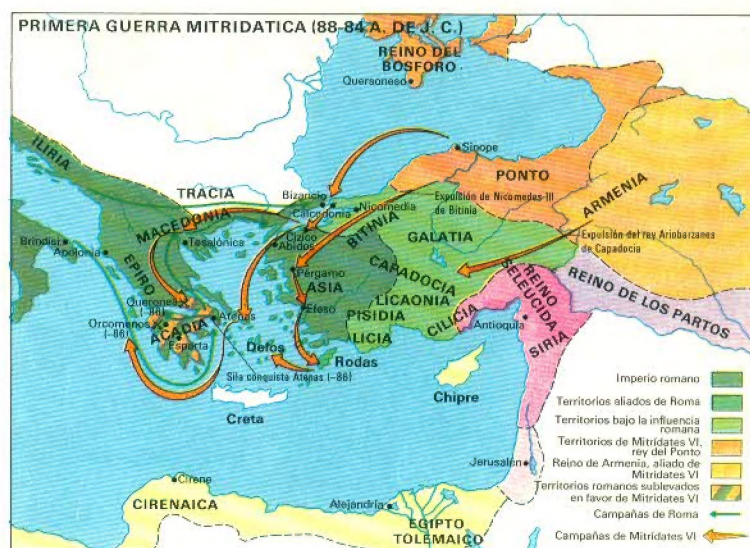 PRIMERA GUERRA MITRIDATICA (88-84 A. DE J. C.)
REINO DEL
BOSFORO
Quersoneso
ILIRIA
Sinope
TRACIA
PONTO
ARMENIA
Bizancio
Calcedonia
Nicomedia
Expulsión de Nicomedes III
de Bitinia
MACEDONIA
Brindisi
Apolonia
Tesalónica
Cízico
Abidos
BITINIA
GALATIA
Expulsión del rey Ariobarzanes
de Capadocia
EPIRO
Pérgamo
ASIA
CAPADOCIA
REINO
SELEUCIDA
REINO DE LOS PARTOS
Queronea
(-86)
Atenas
Efeso
LICAONIA
PISIDIA
CILICIA
Orcomenos
(-86)
ACADIA
Esparta
LICIA
Antioquía
SIRIA
Delos
Rodas
Sila conquista Atenas (-86)
Creta
Chipre
Jerusalén
Cirene
CIRENAICA
Alejandría
EGIPTO
TOLEMAICO
Imperio romano
Territorios aliados de Roma
Territorios bajo la influencia
romana
Territorios de Mitrídates VI,
rey del Ponto
Reino de Armenia, aliado de
Mitrídates VI
Territorios romanos sublevados
en favor de Mitrídates VI
Campañas de Roma
Campañas de Mitrídates VI